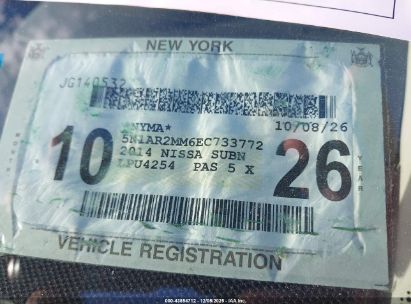 NEW YORK
JG140532
*NYMA* 10/08/26
5N1AR2MM6EC733772
2014 NISSA SUBN
LPU4254 PAS 5 X
10 26
YEAR
VEHICLE REGISTRATION